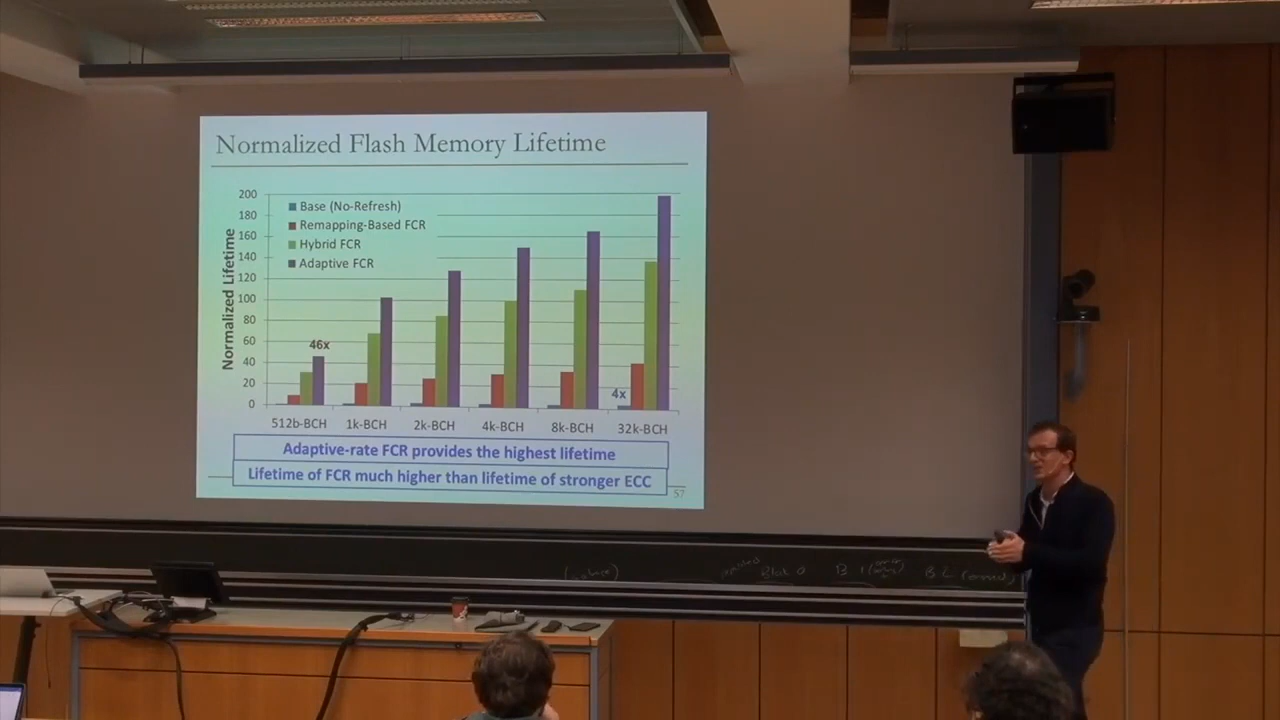 Normalized Flash Memory Lifetime
Normalized Lifetime
200
180
160
140
120
100
80
60
40
20
0
Base (No-Refresh)
Remapping-Based FCR
Hybrid FCR
Adaptive FCR
46x
4x
512b-BCH 1k-BCH 2k-BCH 4k-BCH 8k-BCH 32k-BCH
Adaptive-rate FCR provides the highest lifetime
Lifetime of FCR much higher than lifetime of stronger ECC
57